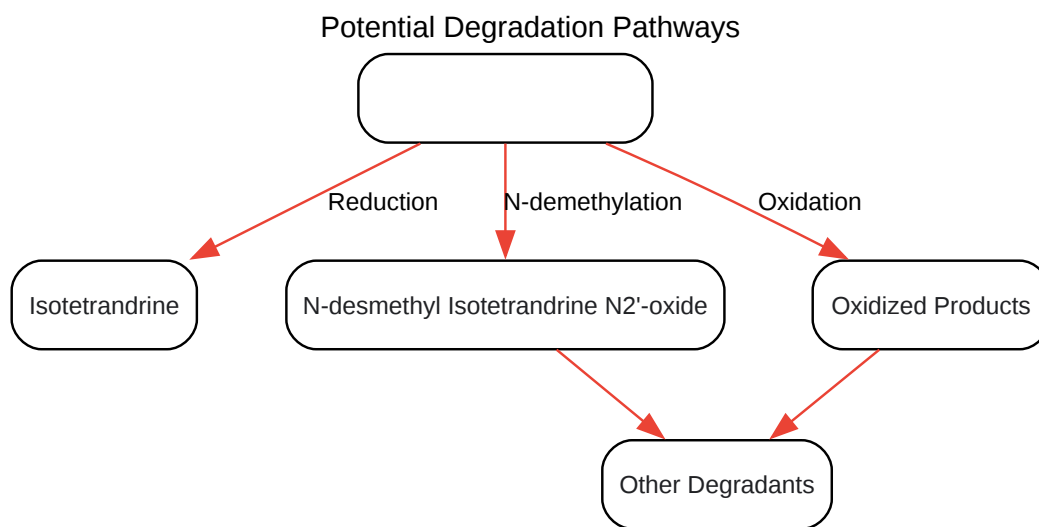 Potential Degradation Pathways
Reduction
N-demethylation
Oxidation
Isotetrandrine
N-desmethyl Isotetrandrine N2'-oxide
Oxidized Products
Other Degradants